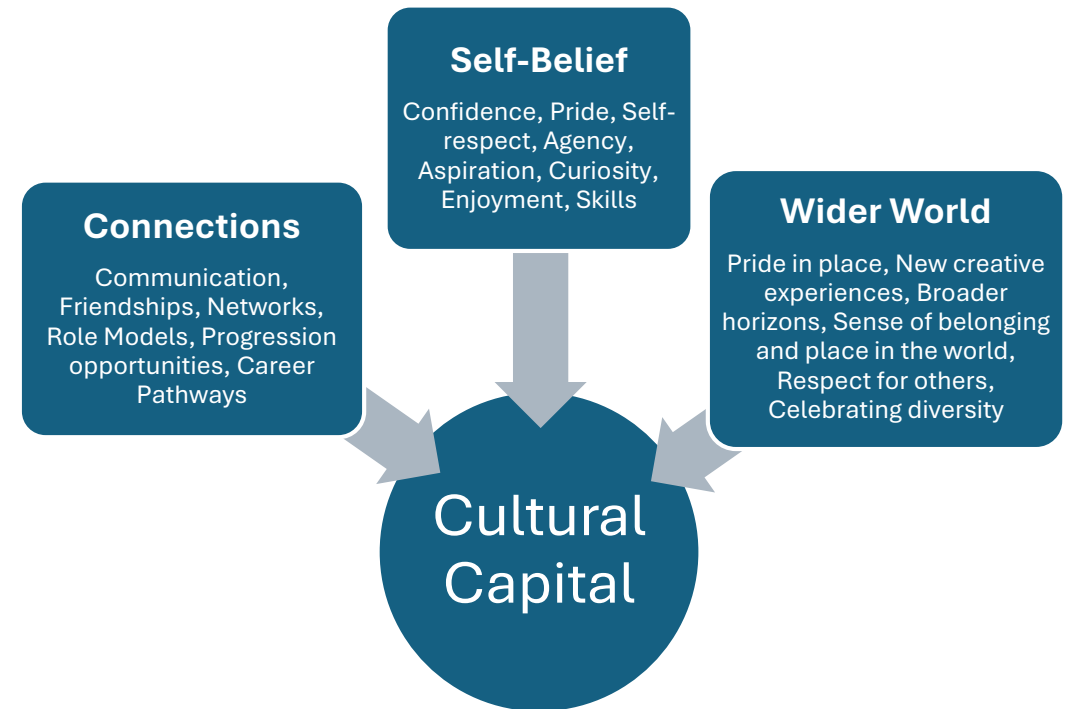 Self-Belief
Confidence, Pride, Self-
respect, Agency,
Aspiration, Curiosity,
Enjoyment, Skills
Connections
Communication,
Friendships, Networks,
Role Models, Progression
opportunities, Career
Pathways
Wider World
Pride in place, New creative
experiences, Broader
horizons, Sense of belonging
and place in the world,
Respect for others,
Celebrating diversity
Cultural
Capital